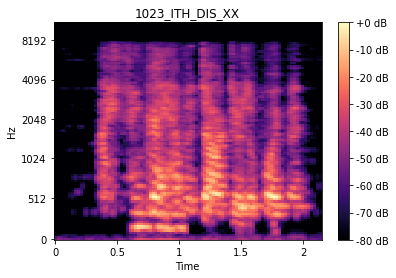 1023_ITH_DIS_XX
Hz
8192
4096
2048
1024
512
0
0
0.5
1
1.5
2
Time
+0 dB
-10 dB
-20 dB
-30 dB
-40 dB
-50 dB
-60 dB
-70 dB
-80 dB